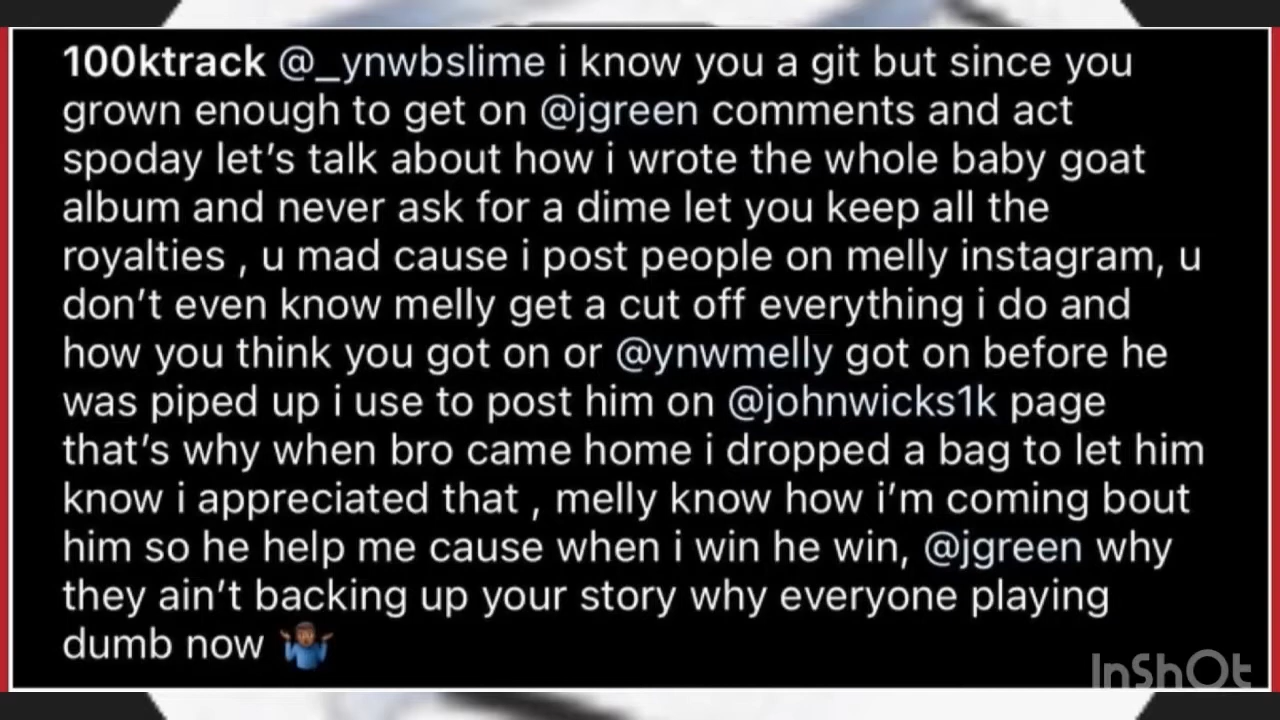 100ktrack @_ynwbslime i know you a git but since you
grown enough to get on @jgreen comments and act
spoday let’s talk about how i wrote the whole baby goat
album and never ask for a dime let you keep all the
royalties , u mad cause i post people on melly instagram, u
don’t even know melly get a cut off everything i do and
how you think you got on or @ynwmelly got on before he
was piped up i use to post him on @johnwicks1k page
that’s why when bro came home i dropped a bag to let him
know i appreciated that , melly know how i’m coming bout
him so he help me cause when i win he win, @jgreen why
they ain’t backing up your story why everyone playing
dumb now 🤷🏾‍♂️
InShOt